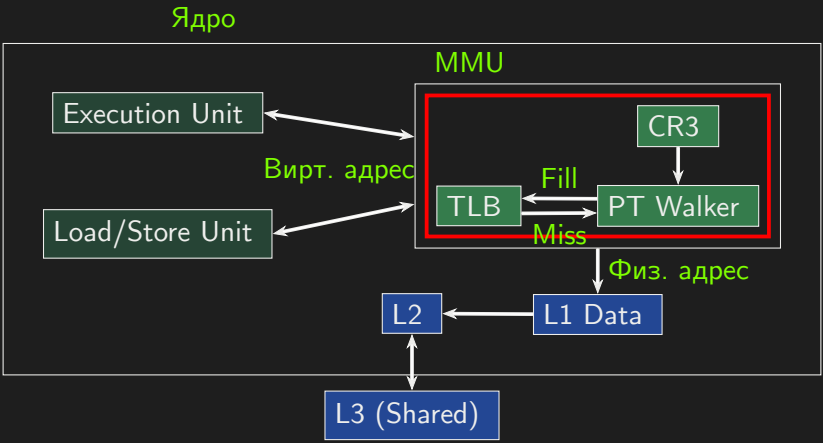 Ядро
MMU
Execution Unit
CR3
Вирт. адрес
Fill
TLB
PT Walker
Load/Store Unit
Miss
Физ. адрес
L2
L1 Data
L3 (Shared)